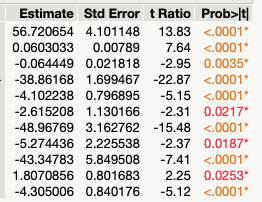 Estimate Std Error t Ratio Prob>|t|
56.720654 4.101148 13.83 <.0001*
0.0603033 0.00789 7.64 <.0001*
-0.064449 0.021818 -2.95 0.0035*
-38.86168 1.699467 -22.87 <.0001*
-4.102238 0.796895 -5.15 <.0001*
-2.615208 1.130166 -2.31 0.0217*
-48.96769 3.162762 -15.48 <.0001*
-5.274436 2.225538 -2.37 0.0187*
-43.34783 5.849508 -7.41 <.0001*
1.8070856 0.801683 2.25 0.0253*
-4.305006 0.840176 -5.12 <.0001*